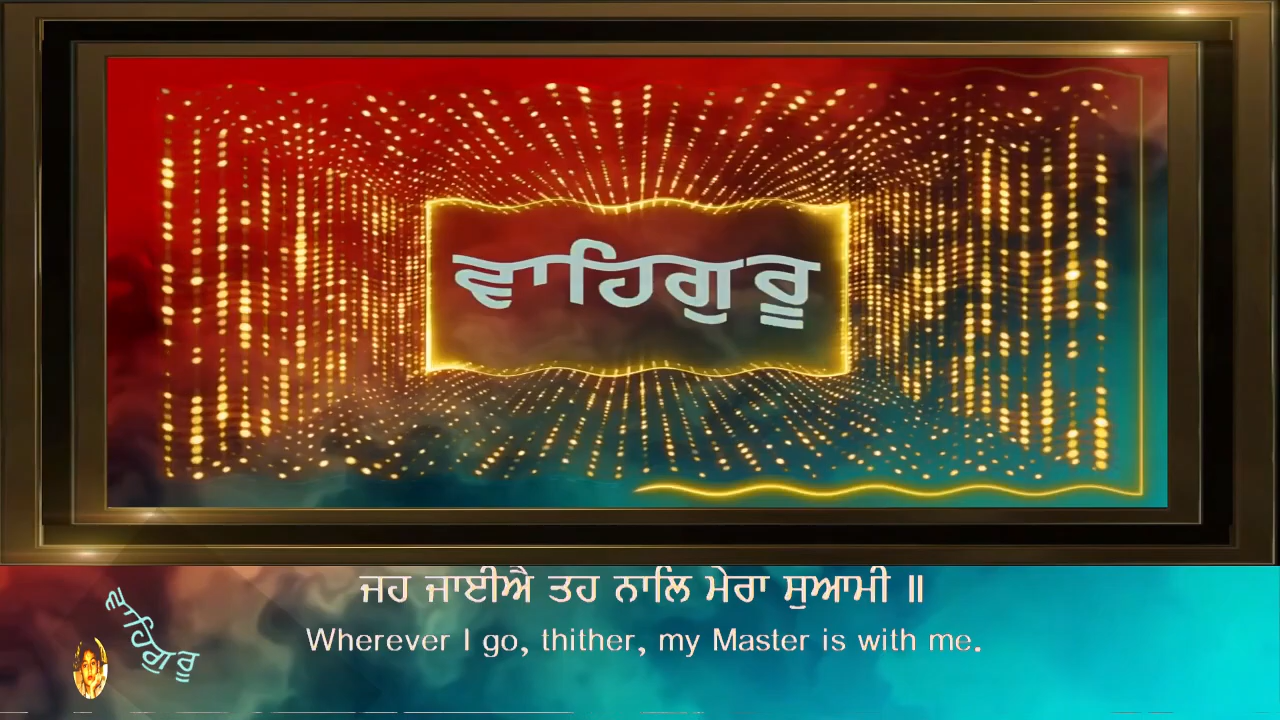 ਵਾਹਿਗੁਰੂ
ਜਹ ਜਾਈਐ ਤਹ ਨਾਲਿ ਮੇਰਾ ਸੁਆਮੀ ॥
Wherever I go, thither, my Master is with me.
ਵਾਹਿਗੁਰੂ